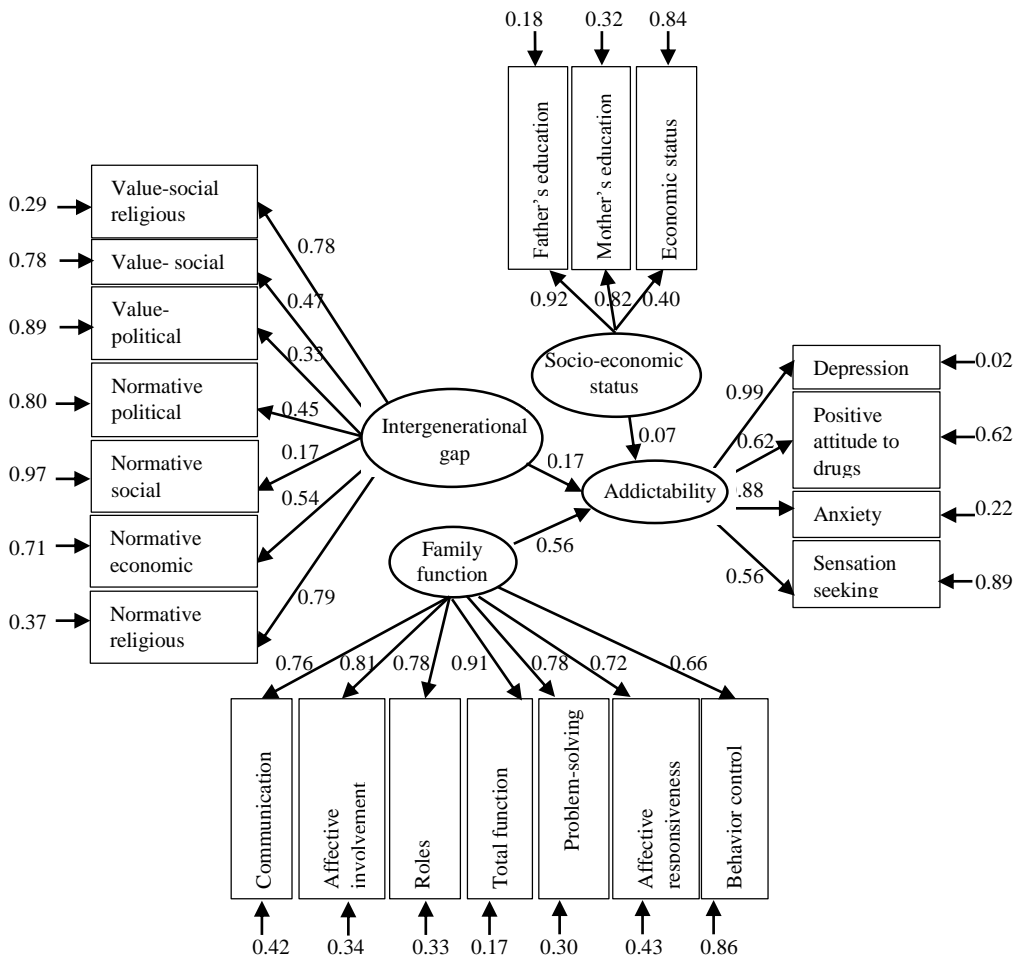 0.18
0.32
0.84
Father's education
Mother's education
Economic status
0.92
0.82
0.40
Socio-economic
status
0.07
0.29
Value-social
religious
0.78
Value- social
0.89
Value-
political
0.80
Normative
political
0.97
Normative
social
0.71
Normative
economic
0.37
Normative
religious
0.78
0.47
0.33
0.45
0.17
0.54
0.79
Intergenerational
gap
0.17
Addictability
Family
function
0.56
0.99
0.62
.88
0.56
Depression
0.02
Positive
attitude to
drugs
0.62
Anxiety
0.22
Sensation
seeking
0.89
0.76
0.81
0.78
0.91
0.78
0.72
0.66
Communication
Affective
involvement
Roles
Total function
Problem-solving
Affective
responsiveness
Behavior control
0.42
0.34
0.33
0.17
0.30
0.43
0.86